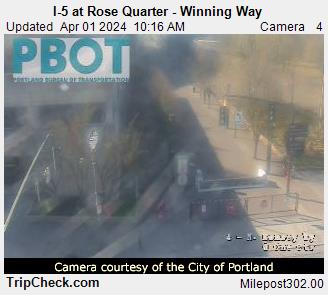 I-5 at Rose Quarter - Winning Way
Updated Apr 01 2024 10:16 AM Camera 4
PBOT
PORTLAND BUREAU OF TRANSPORTATION
Camera courtesy of the City of Portland
TripCheck.com Milepost302.00